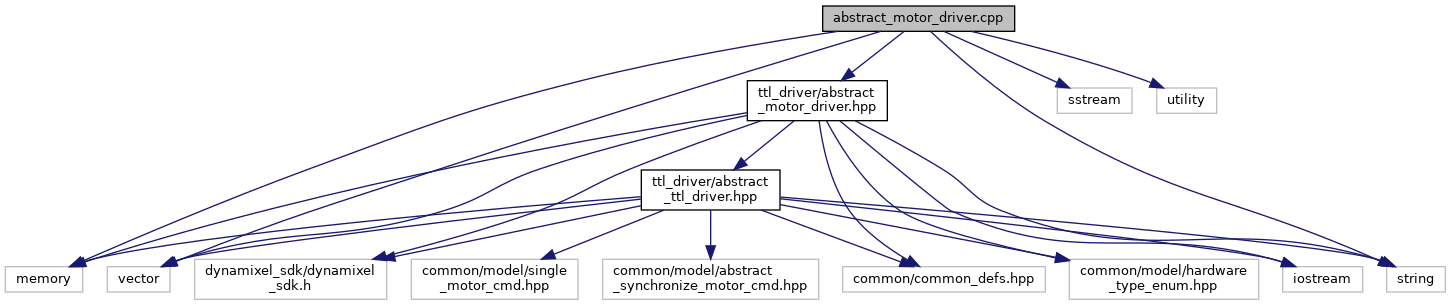 abstract_motor_driver.cpp
ttl_driver/abstract
_motor_driver.hpp
sstream
utility
ttl_driver/abstract
_ttl_driver.hpp
memory
vector
dynamixel_sdk/dynamixel
_sdk.h
common/model/single
_motor_cmd.hpp
common/model/abstract
_synchronize_motor_cmd.hpp
common/common_defs.hpp
common/model/hardware
_type_enum.hpp
iostream
string